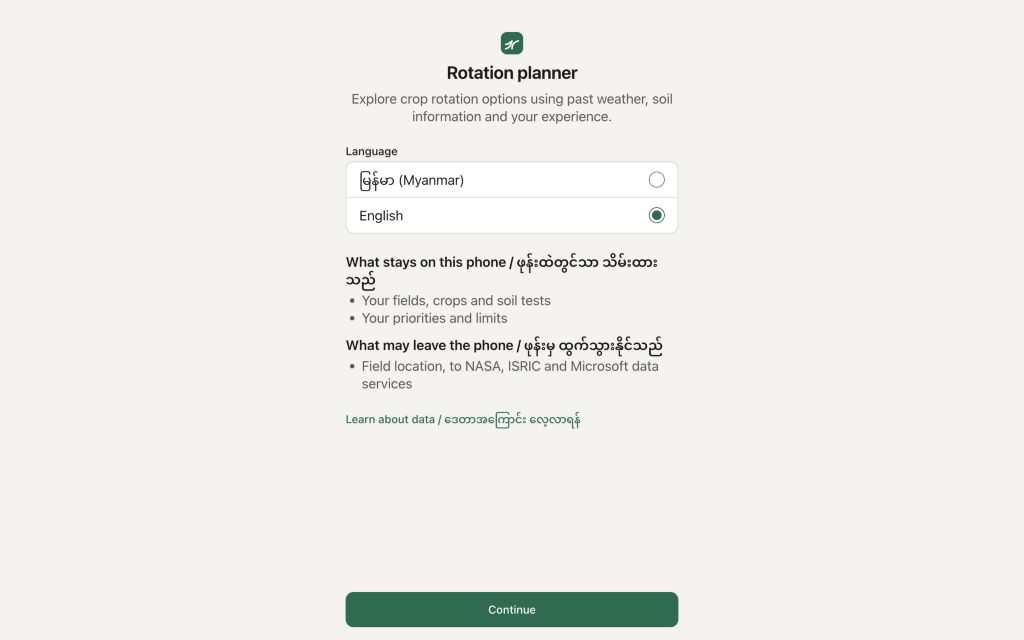 Rotation planner
Explore crop rotation options using past weather, soil
information and your experience.
Language
မြန်မာ (Myanmar)
English
What stays on this phone / ဖုန်းထဲတွင်သာ သိမ်းထား
သည်
• Your fields, crops and soil tests
• Your priorities and limits
What may leave the phone / ဖုန်းမှ ထွက်သွားနိုင်သည်
• Field location, to NASA, ISRIC and Microsoft data
services
Learn about data / ဒေတာအကြောင်း လေ့လာရန်
Continue